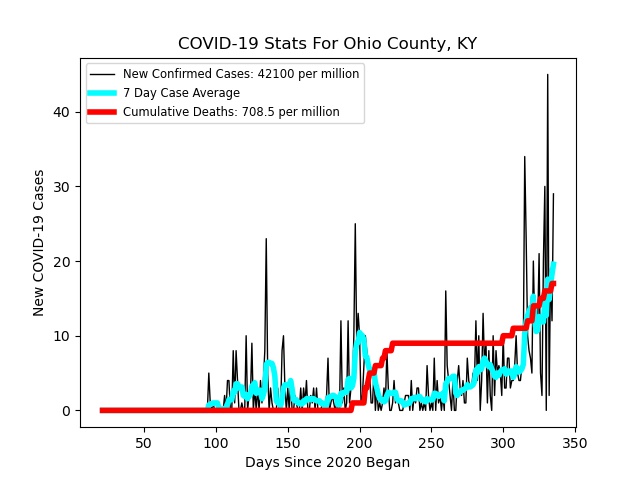 COVID-19 Stats For Ohio County, KY
New Confirmed Cases: 42100 per million
7 Day Case Average
Cumulative Deaths: 708.5 per million
New COVID-19 Cases
40
30
20
10
0
50 100 150 200 250 300 350
Days Since 2020 Began